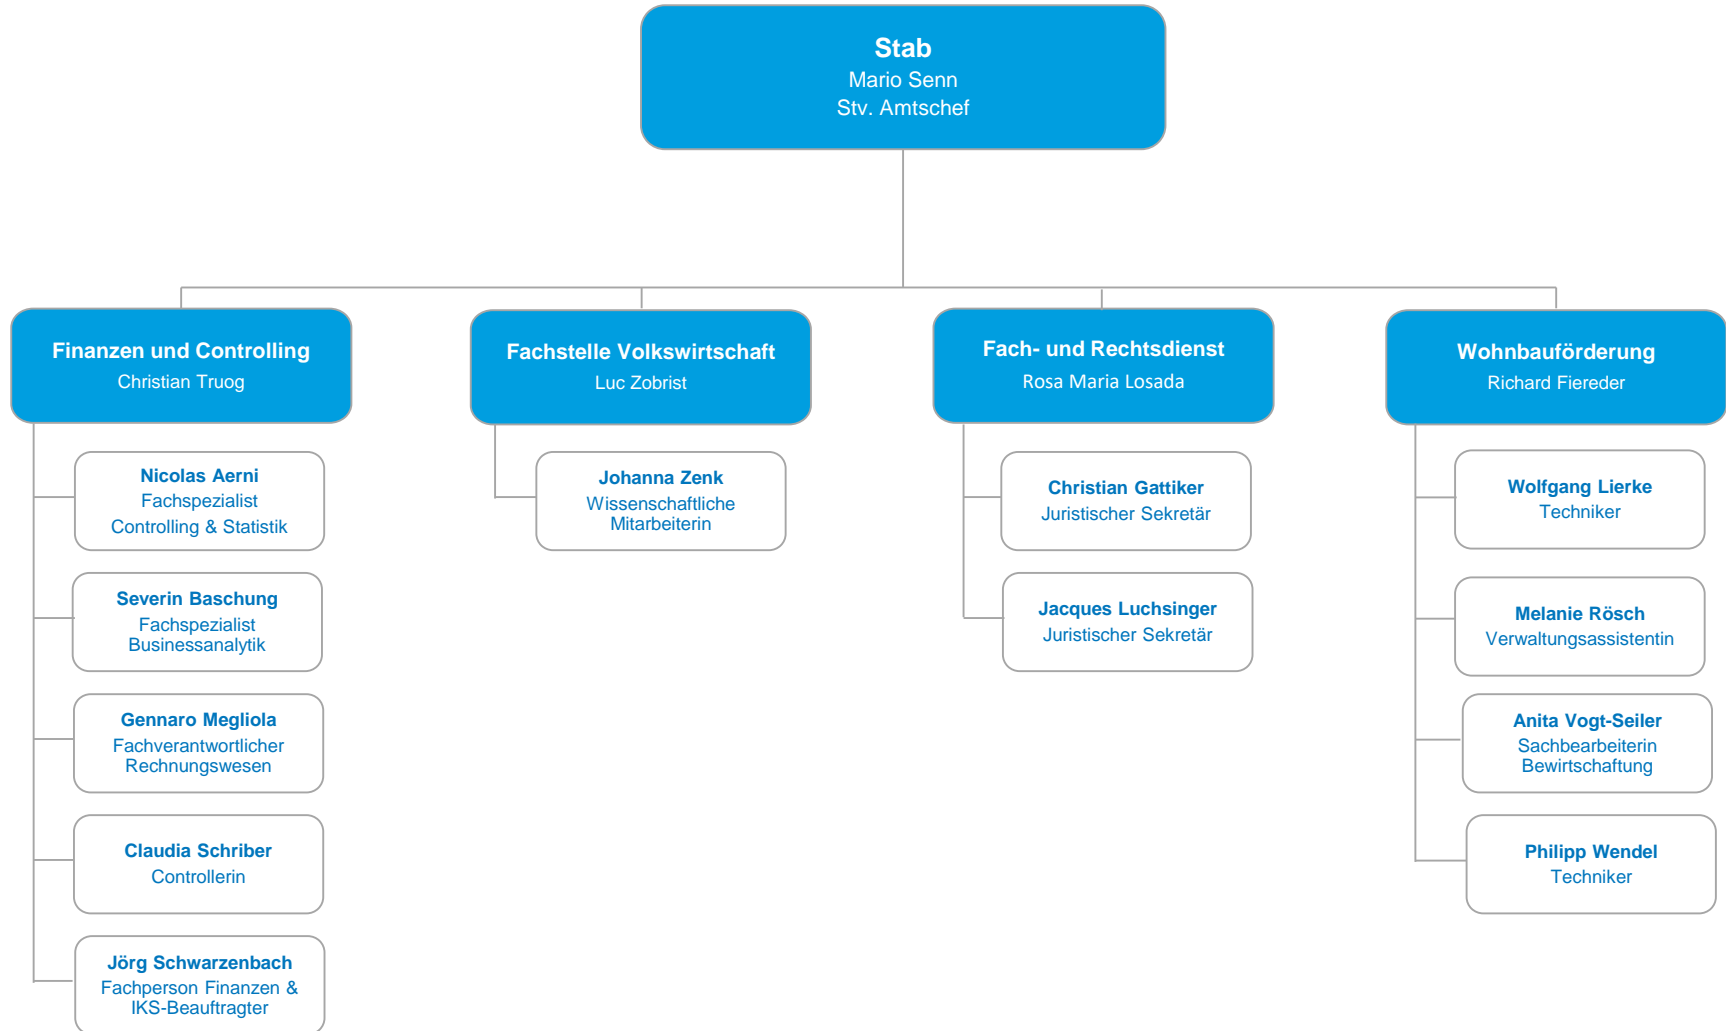 Stab
Mario Senn
Stv. Amtschef
Finanzen und Controlling
Christian Truog
Nicolas Aerni
Fachspezialist
Controlling & Statistik
Severin Baschung
Fachspezialist
Businessanalytik
Gennaro Megliola
Fachverantwortlicher
Rechnungswesen
Claudia Schriber
Controllerin
Jörg Schwarzenbach
Fachperson Finanzen &
IKS-Beauftragter
Fachstelle Volkswirtschaft
Luc Zobrist
Johanna Zenk
Wissenschaftliche
Mitarbeiterin
Fach- und Rechtsdienst
Rosa Maria Losada
Christian Gattiker
Juristischer Sekretär
Jacques Luchsinger
Juristischer Sekretär
Wohnbauförderung
Richard Fiereder
Wolfgang Lierke
Techniker
Melanie Rösch
Verwaltungsassistentin
Anita Vogt-Seiler
Sachbearbeiterin
Bewirtschaftung
Philipp Wendel
Techniker